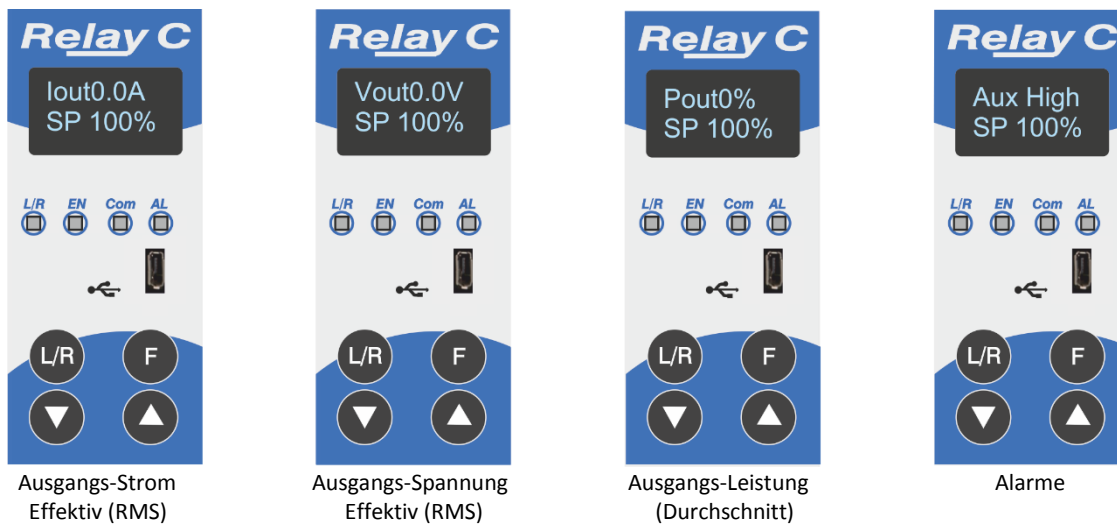 Relay C
Iout0.0A
SP 100%
L/R EN Com AL
L/R F
Ausgangs-Strom
Effektiv (RMS)
Relay C
Vout0.0V
SP 100%
L/R EN Com AL
L/R F
Ausgangs-Spannung
Effektiv (RMS)
Relay C
Pout0%
SP 100%
L/R EN Com AL
L/R F
Ausgangs-Leistung
(Durchschnitt)
Relay C
Aux High
SP 100%
L/R EN Com AL
L/R F
Alarme